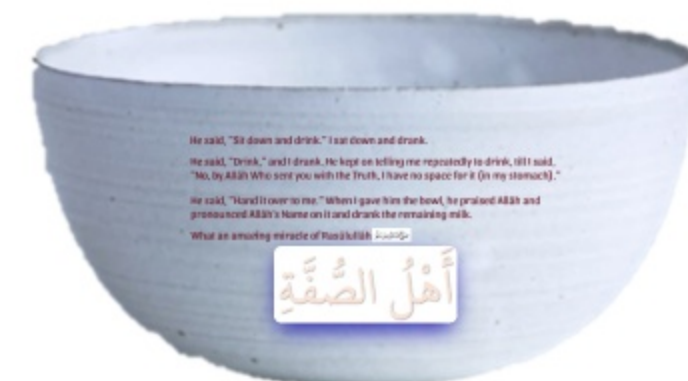 He said, "Sit down and drink." I sat down and drank.
He said, "Drink," and I drank. He kept on telling me repeatedly to drink, till I said,
"No, by Allāh Who sent you with the Truth, I have no space for it (in my stomach)."
He said, "Hand it over to me." When I gave him the bowl, he praised Allāh and
pronounced Allāh's Name on it and drank the remaining milk.
What an amazing miracle of Rasūlullāh
أَهْلُ الصُّفَّةِ